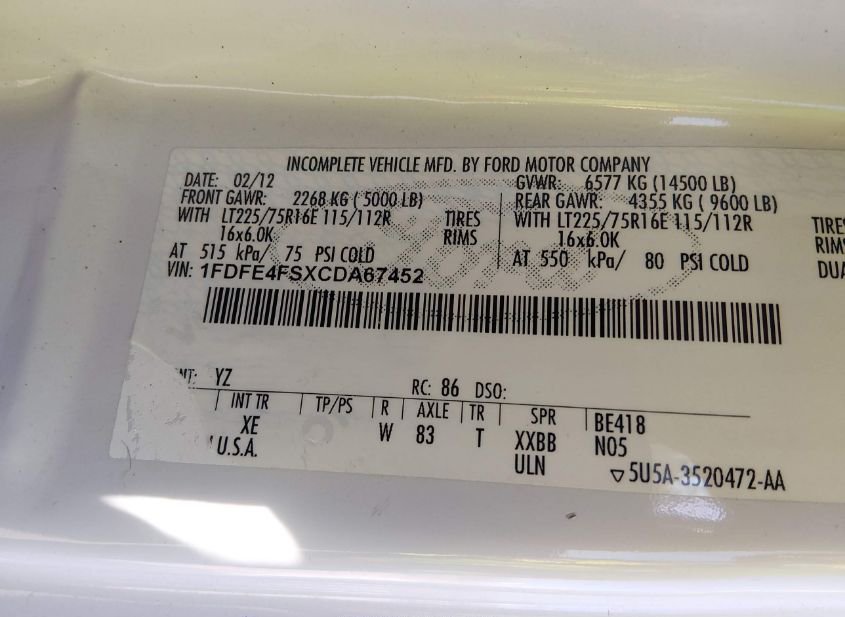 INCOMPLETE VEHICLE MFD. BY FORD MOTOR COMPANY
DATE: 02/12 GVWR: 6577 KG (14500 LB)
FRONT GAWR: 2268 KG ( 5000 LB) REAR GAWR: 4355 KG ( 9600 LB)
WITH LT225/75R16E 115/112R TIRES WITH LT225/75R16E 115/112R TIRES
16x6.0K RIMS 16x6.0K RIMS
AT 515 kPa/ 75 PSI COLD AT 550 kPa/ 80 PSI COLD DUA
VIN: 1FDFE4FSXCDA67452
NT: YZ RC: 86 DSO:
INT TR TP/PS R AXLE TR SPR BE418
XE W 83 T XXBB N05
U.S.A. ULN 5U5A-3520472-AA